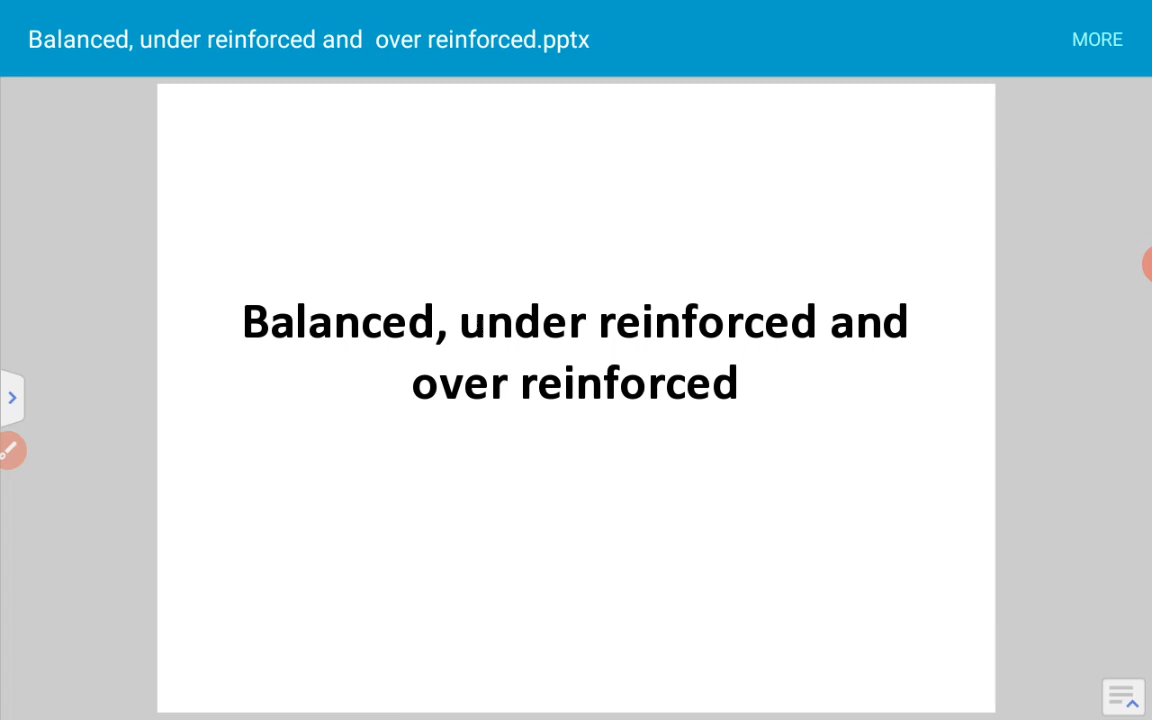 Balanced, under reinforced and  over reinforced.pptx
MORE
Balanced, under reinforced and
over reinforced